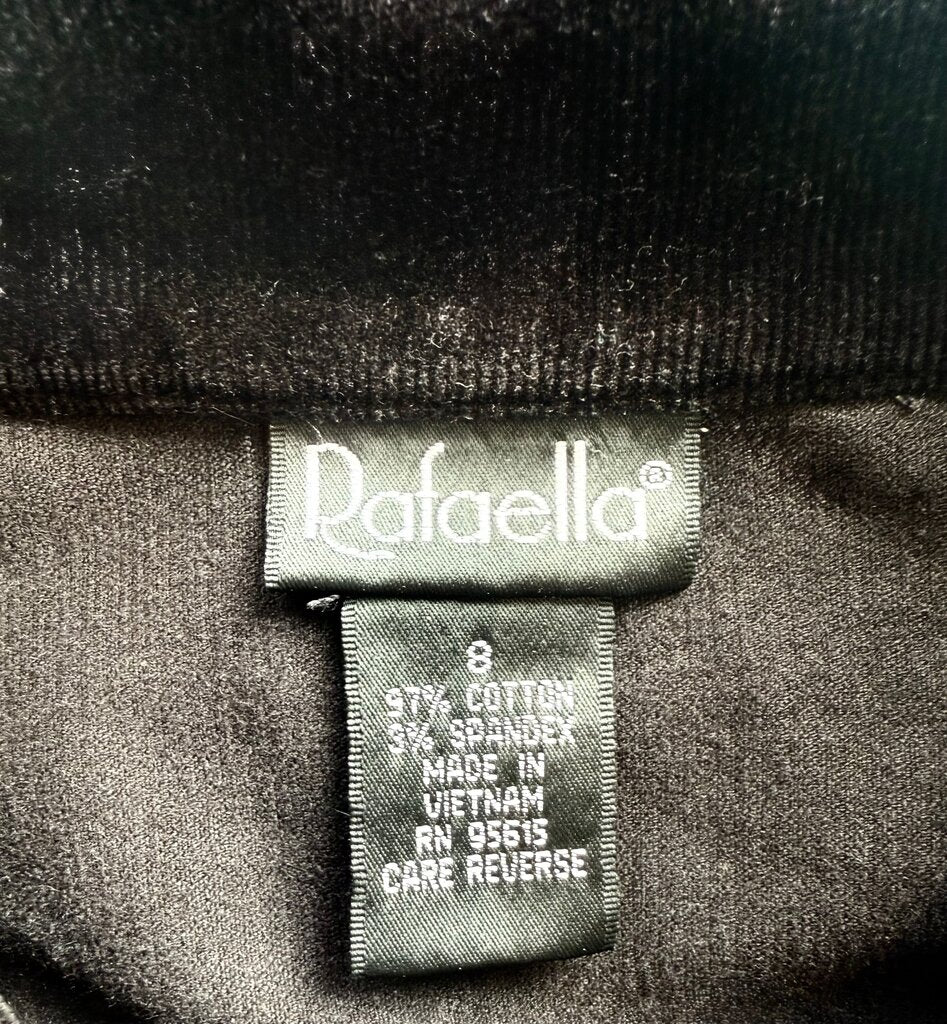 Rafaella®
8
97% COTTON
3% SPANDEX
MADE IN
VIETNAM
RN 95615
CARE REVERSE